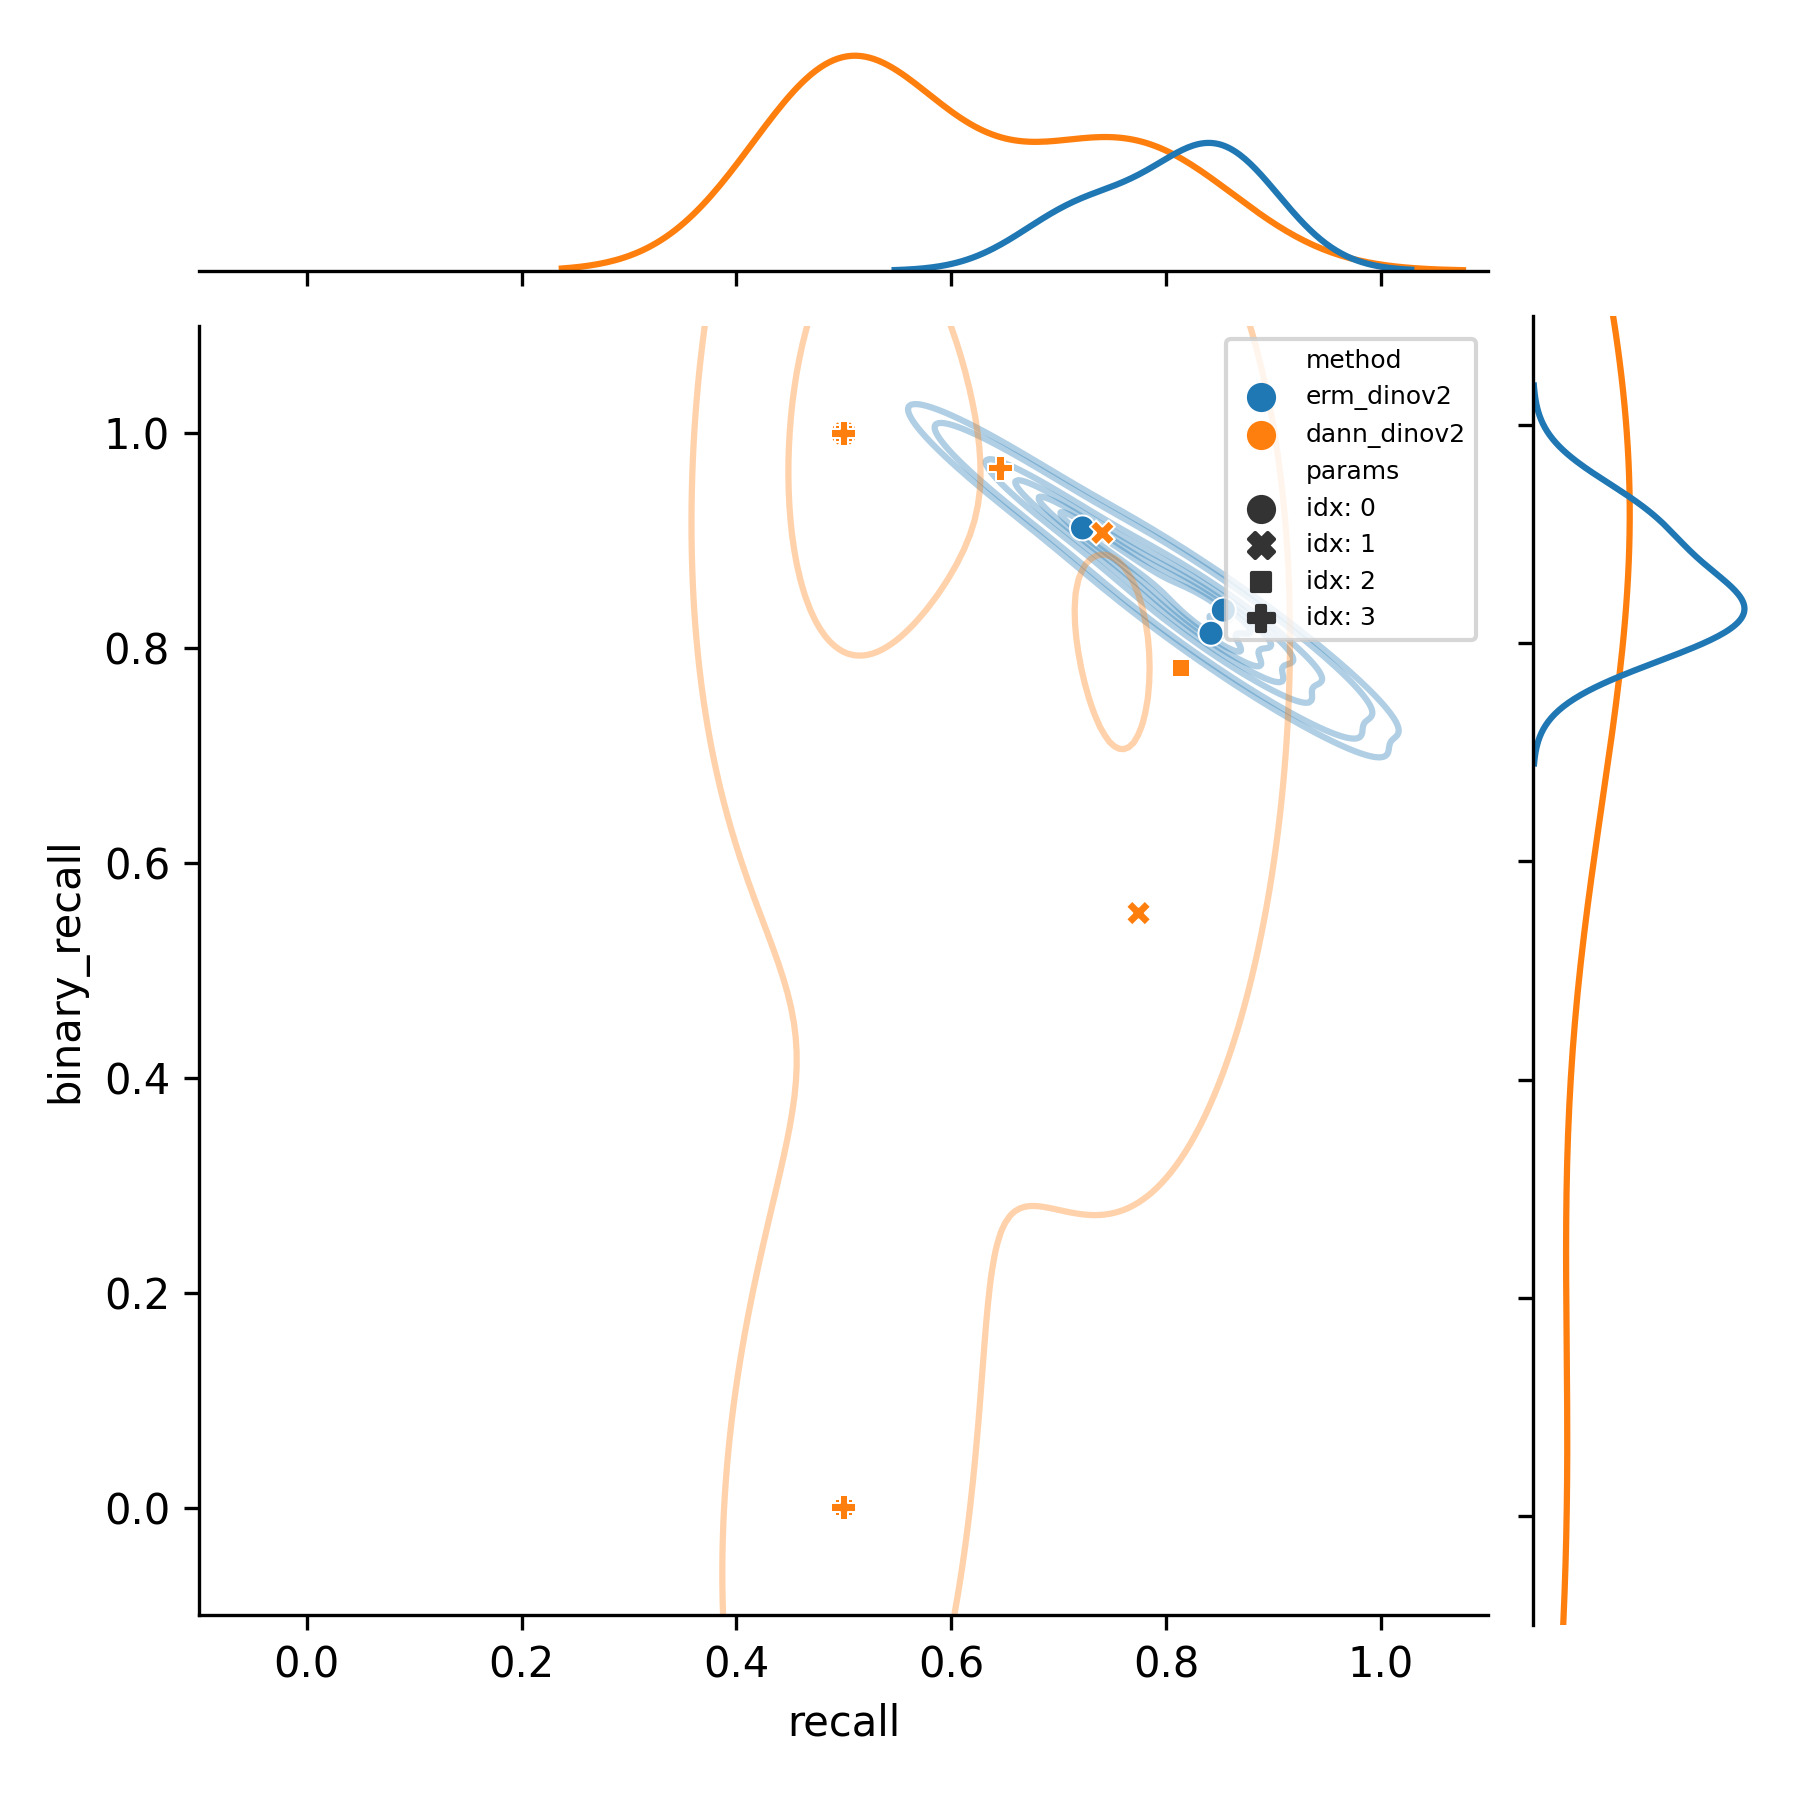 method
erm_dinov2
dann_dinov2
params
idx: 0
idx: 1
idx: 2
idx: 3
1.0
0.8
0.6
0.4
0.2
0.0
binary_recall
0.0 0.2 0.4 0.6 0.8 1.0
recall